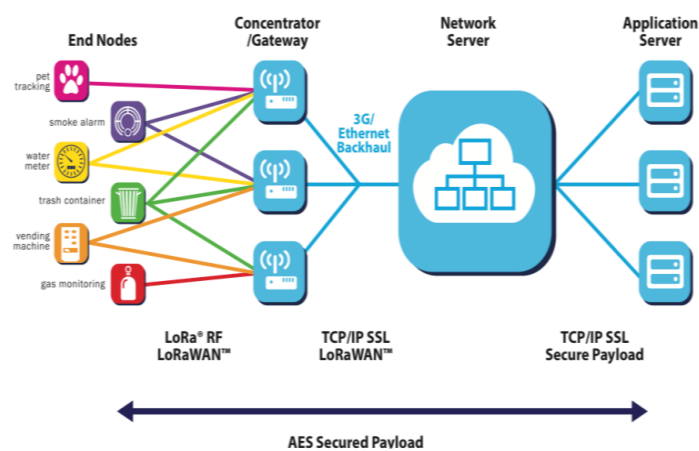 Concentrator
/Gateway
Network
Server
Application
Server
End Nodes
pet
tracking
smoke alarm
water
meter
trash container
vending
machine
gas monitoring
3G/
Ethernet
Backhaul
LoRa® RF
LoRaWAN™
TCP/IP SSL
LoRaWAN™
TCP/IP SSL
Secure Payload
AES Secured Payload